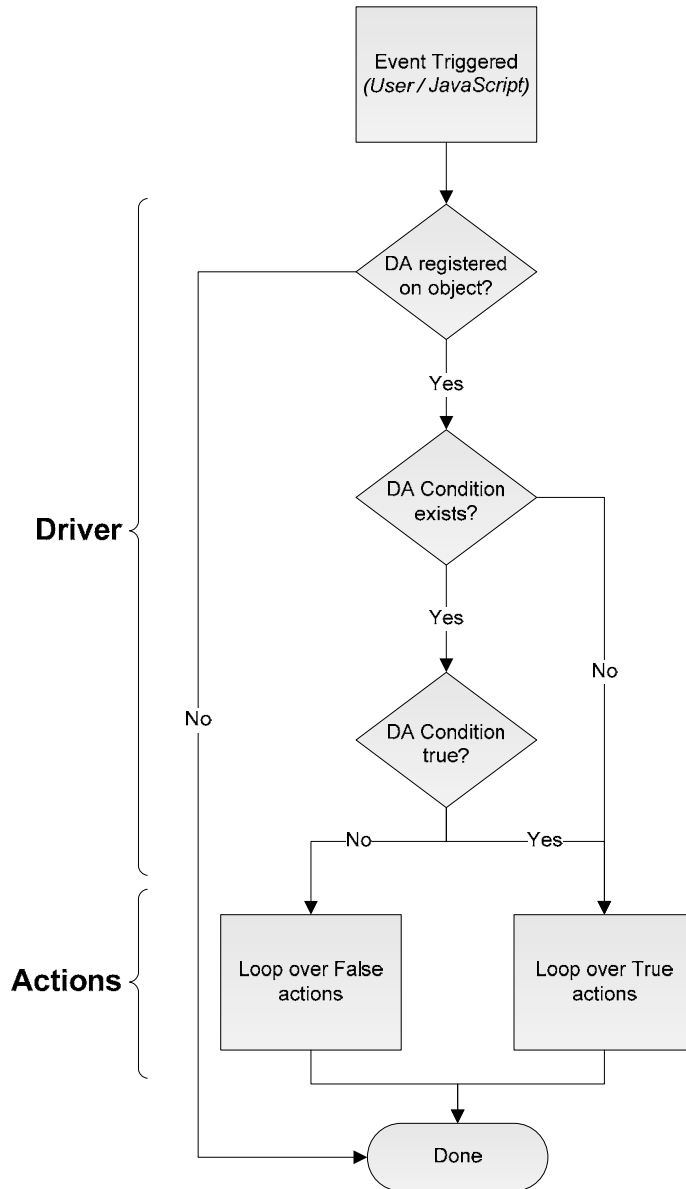 Event Triggered
(User / JavaScript)
DA registered
on object?
Yes
DA Condition
exists?
Driver
Yes
No
No
DA Condition
true?
No
Yes
Loop over False
actions
Loop over True
actions
Actions
Done